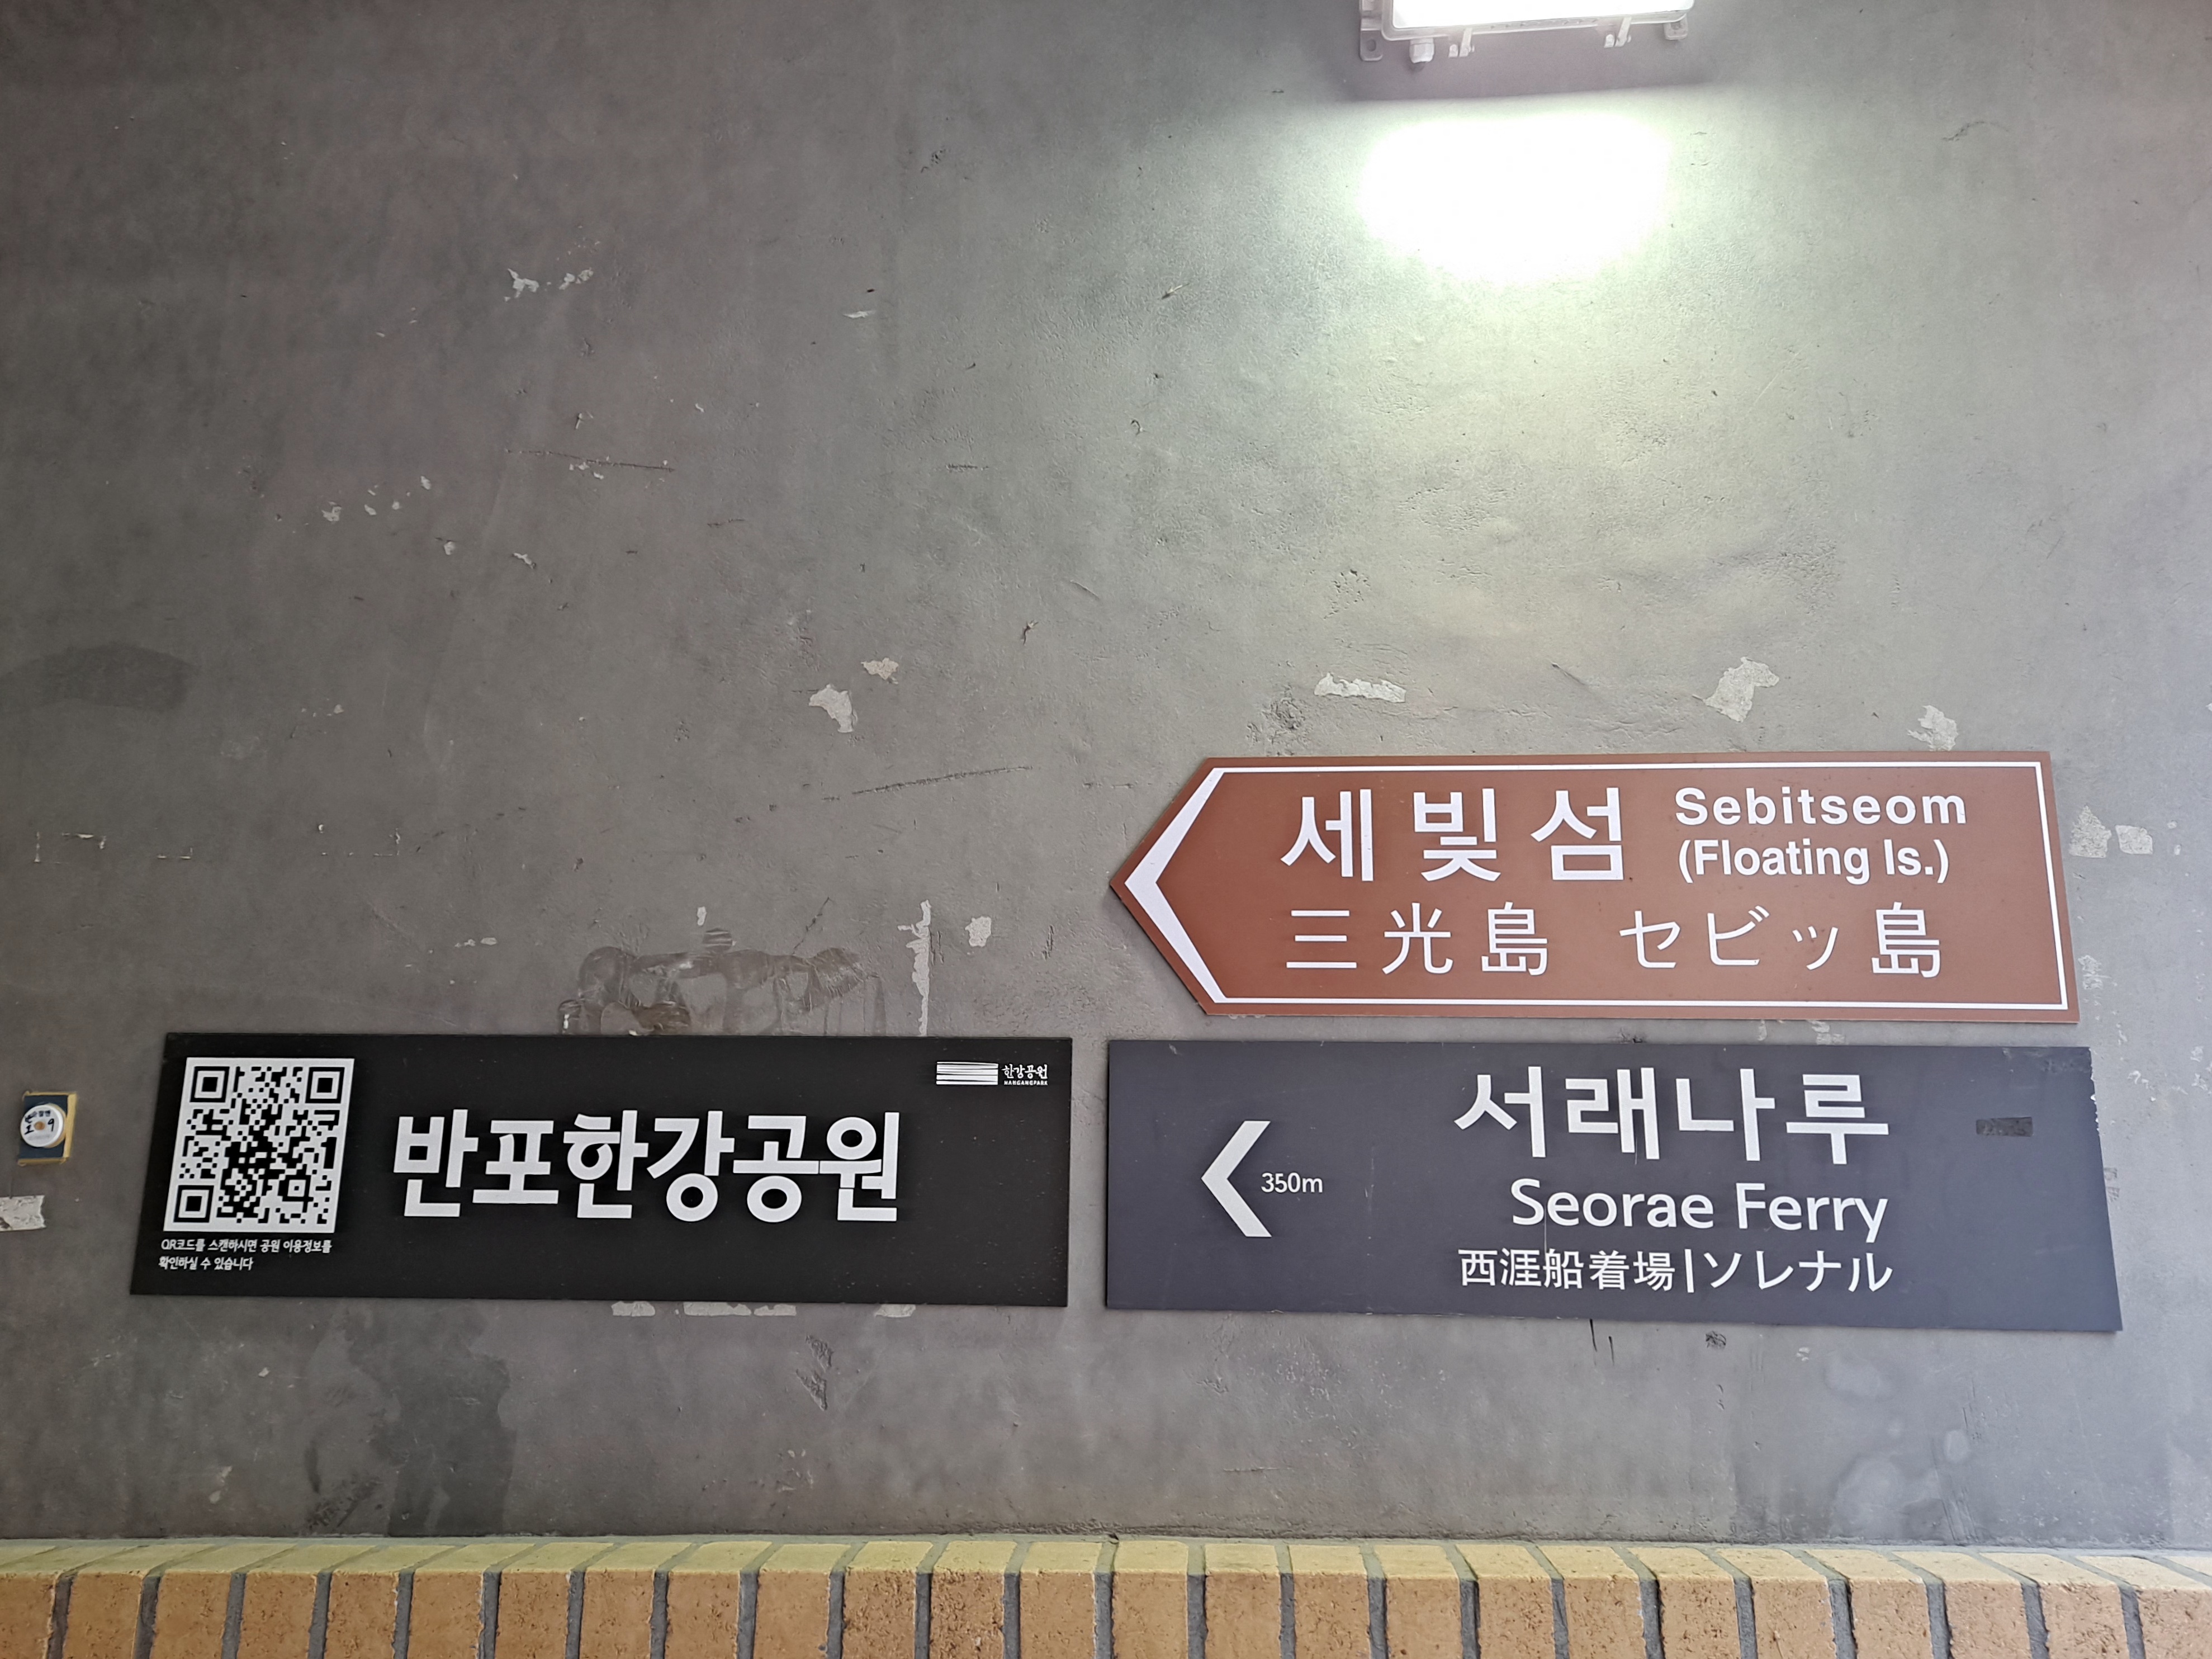 세빛섬 Sebitseom
(Floating Is.)
三光島 セビッ島
한강공원
HANGANGPARK
반포한강공원
QR코드를 스캔하시면 공원 이용정보를
확인하실 수 있습니다
서래나루
350m
Seorae Ferry
西涯船着場|ソレナル